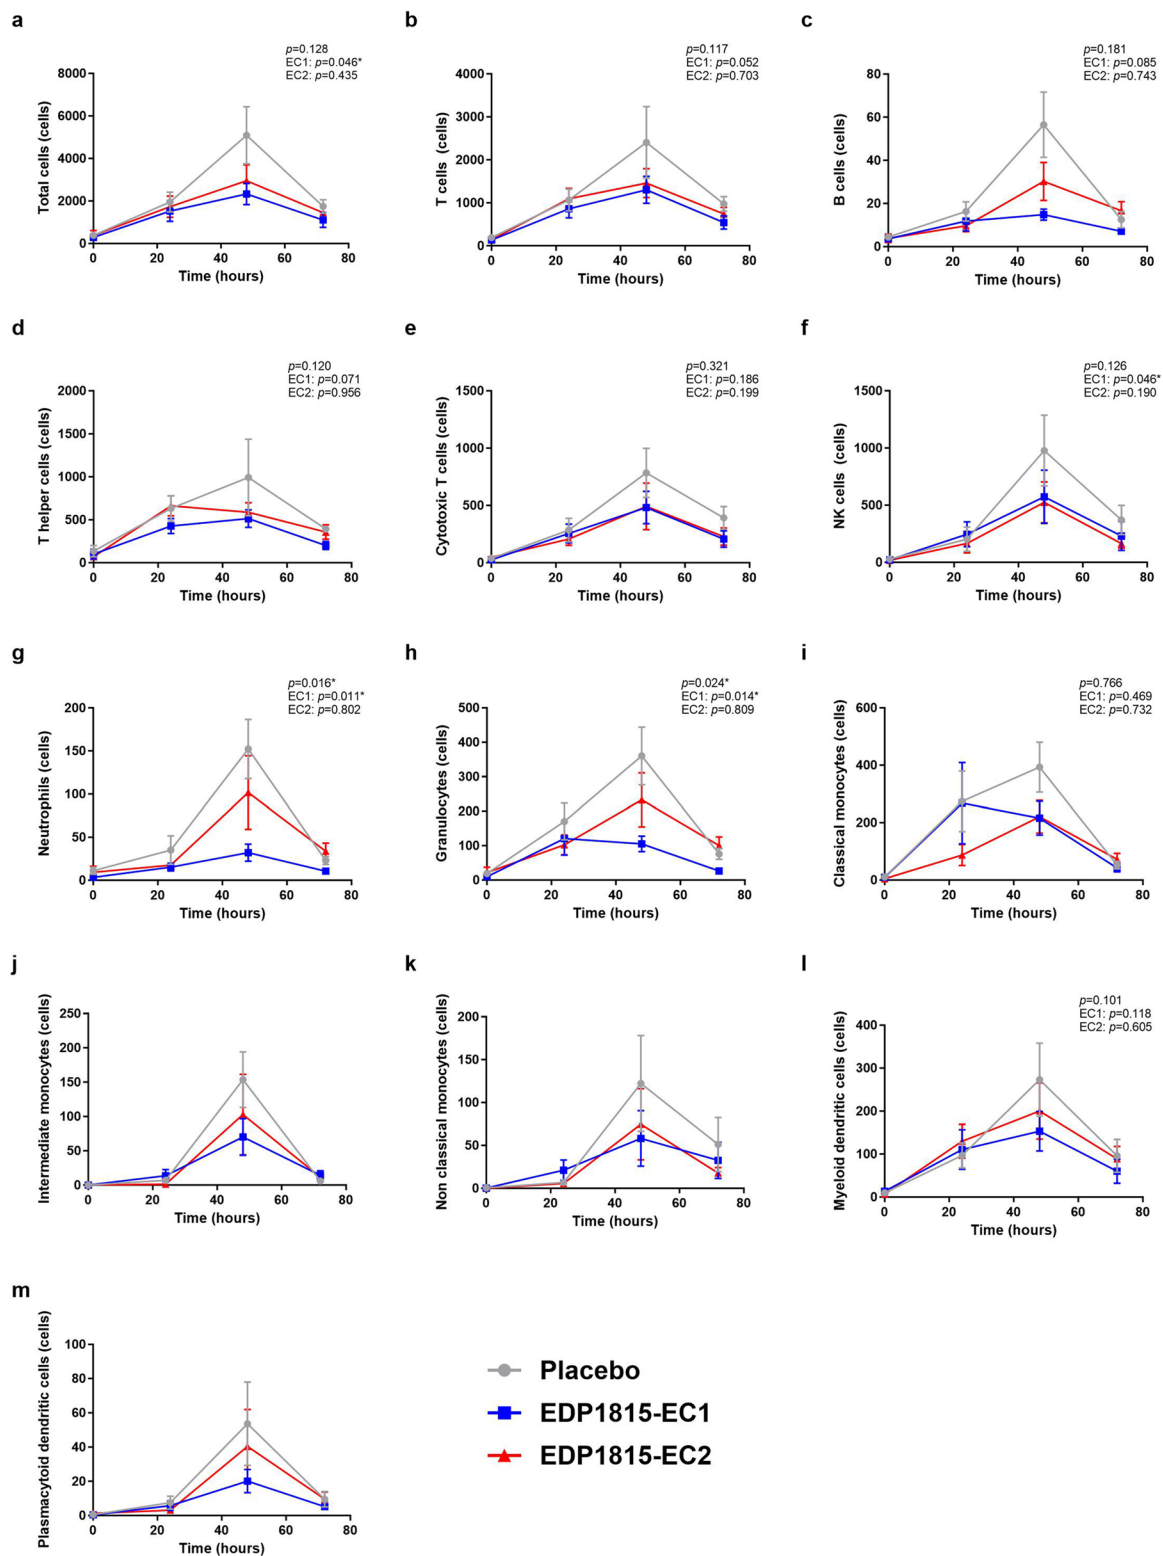 a
p=0.128
EC1: p=0.046*
EC2: p=0.435
Total cells (cells)
8000
6000
4000
2000
0
0 20 40 60 80
Time (hours)
b
p=0.117
EC1: p=0.052
EC2: p=0.703
T cells (cells)
4000
3000
2000
1000
0
0 20 40 60 80
Time (hours)
c
p=0.181
EC1: p=0.085
EC2: p=0.743
B cells (cells)
80
60
40
20
0
0 20 40 60 80
Time (hours)
d
p=0.120
EC1: p=0.071
EC2: p=0.956
T helper cells (cells)
2000
1500
1000
500
0
0 20 40 60 80
Time (hours)
e
p=0.321
EC1: p=0.186
EC2: p=0.199
Cytotoxic T cells (cells)
1500
1000
500
0
0 20 40 60 80
Time (hours)
f
p=0.126
EC1: p=0.046*
EC2: p=0.190
NK cells (cells)
1500
1000
500
0
0 20 40 60 80
Time (hours)
g
p=0.016*
EC1: p=0.011*
EC2: p=0.802
Neutrophils (cells)
200
150
100
50
0
0 20 40 60 80
Time (hours)
h
p=0.024*
EC1: p=0.014*
EC2: p=0.809
Granulocytes (cells)
500
400
300
200
100
0
0 20 40 60 80
Time (hours)
i
p=0.766
EC1: p=0.469
EC2: p=0.732
Classical monocytes (cells)
600
400
200
0
0 20 40 60 80
Time (hours)
j
Intermediate monocytes (cells)
250
200
150
100
50
0
0 20 40 60 80
Time (hours)
k
Non classical monocytes (cells)
200
150
100
50
0
0 20 40 60 80
Time (hours)
l
p=0.101
EC1: p=0.118
EC2: p=0.605
Myeloid dendritic cells (cells)
400
300
200
100
0
0 20 40 60 80
Time (hours)
m
Plasmacytoid dendritic cells (cells)
100
80
60
40
20
0
0 20 40 60 80
Time (hours)
Placebo
EDP1815-EC1
EDP1815-EC2